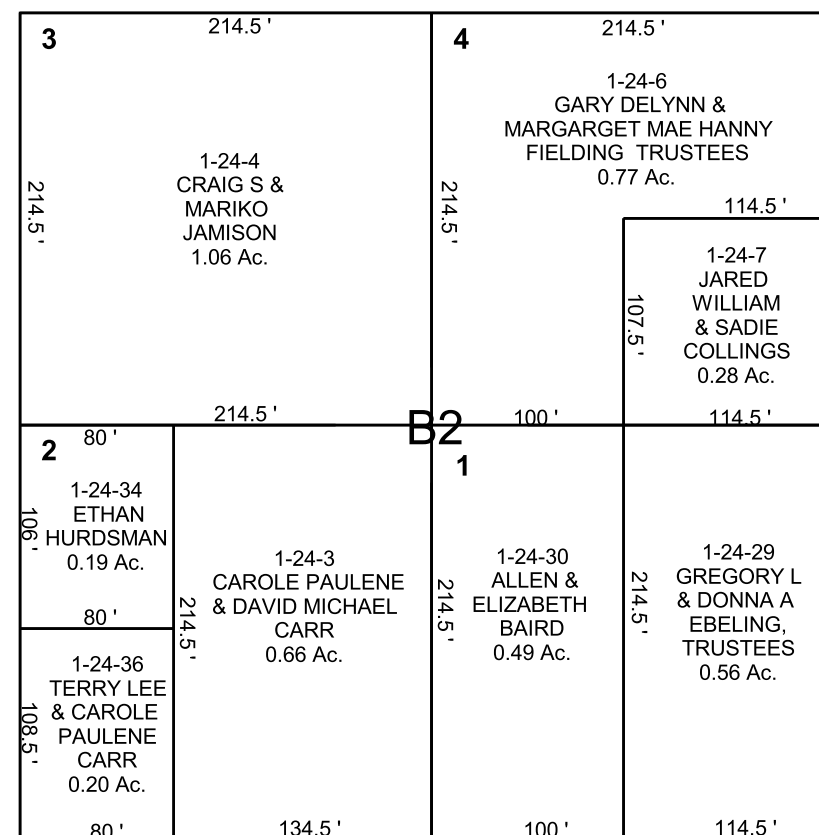 214.5 '
3
214.5 '
1-24-4
CRAIG S &
MARIKO
JAMISON
1.06 Ac.
214.5 '
214.5 '
4
1-24-6
GARY DELYNN &
MARGARGET MAE HANNY
FIELDING TRUSTEES
0.77 Ac.
214.5 '
114.5 '
107.5 '
1-24-7
JARED
WILLIAM
& SADIE
COLLINGS
0.28 Ac.
100 '
114.5 '
B2
80 '
2
106 '
1-24-34
ETHAN
HURDSMAN
0.19 Ac.
80 '
108.5 '
1-24-36
TERRY LEE
& CAROLE
PAULENE
CARR
0.20 Ac.
80 '
214.5 '
1-24-3
CAROLE PAULENE
& DAVID MICHAEL
CARR
0.66 Ac.
134.5 '
1
214.5 '
1-24-30
ALLEN &
ELIZABETH
BAIRD
0.49 Ac.
100 '
214.5 '
1-24-29
GREGORY L
& DONNA A
EBELING,
TRUSTEES
0.56 Ac.
114.5 '